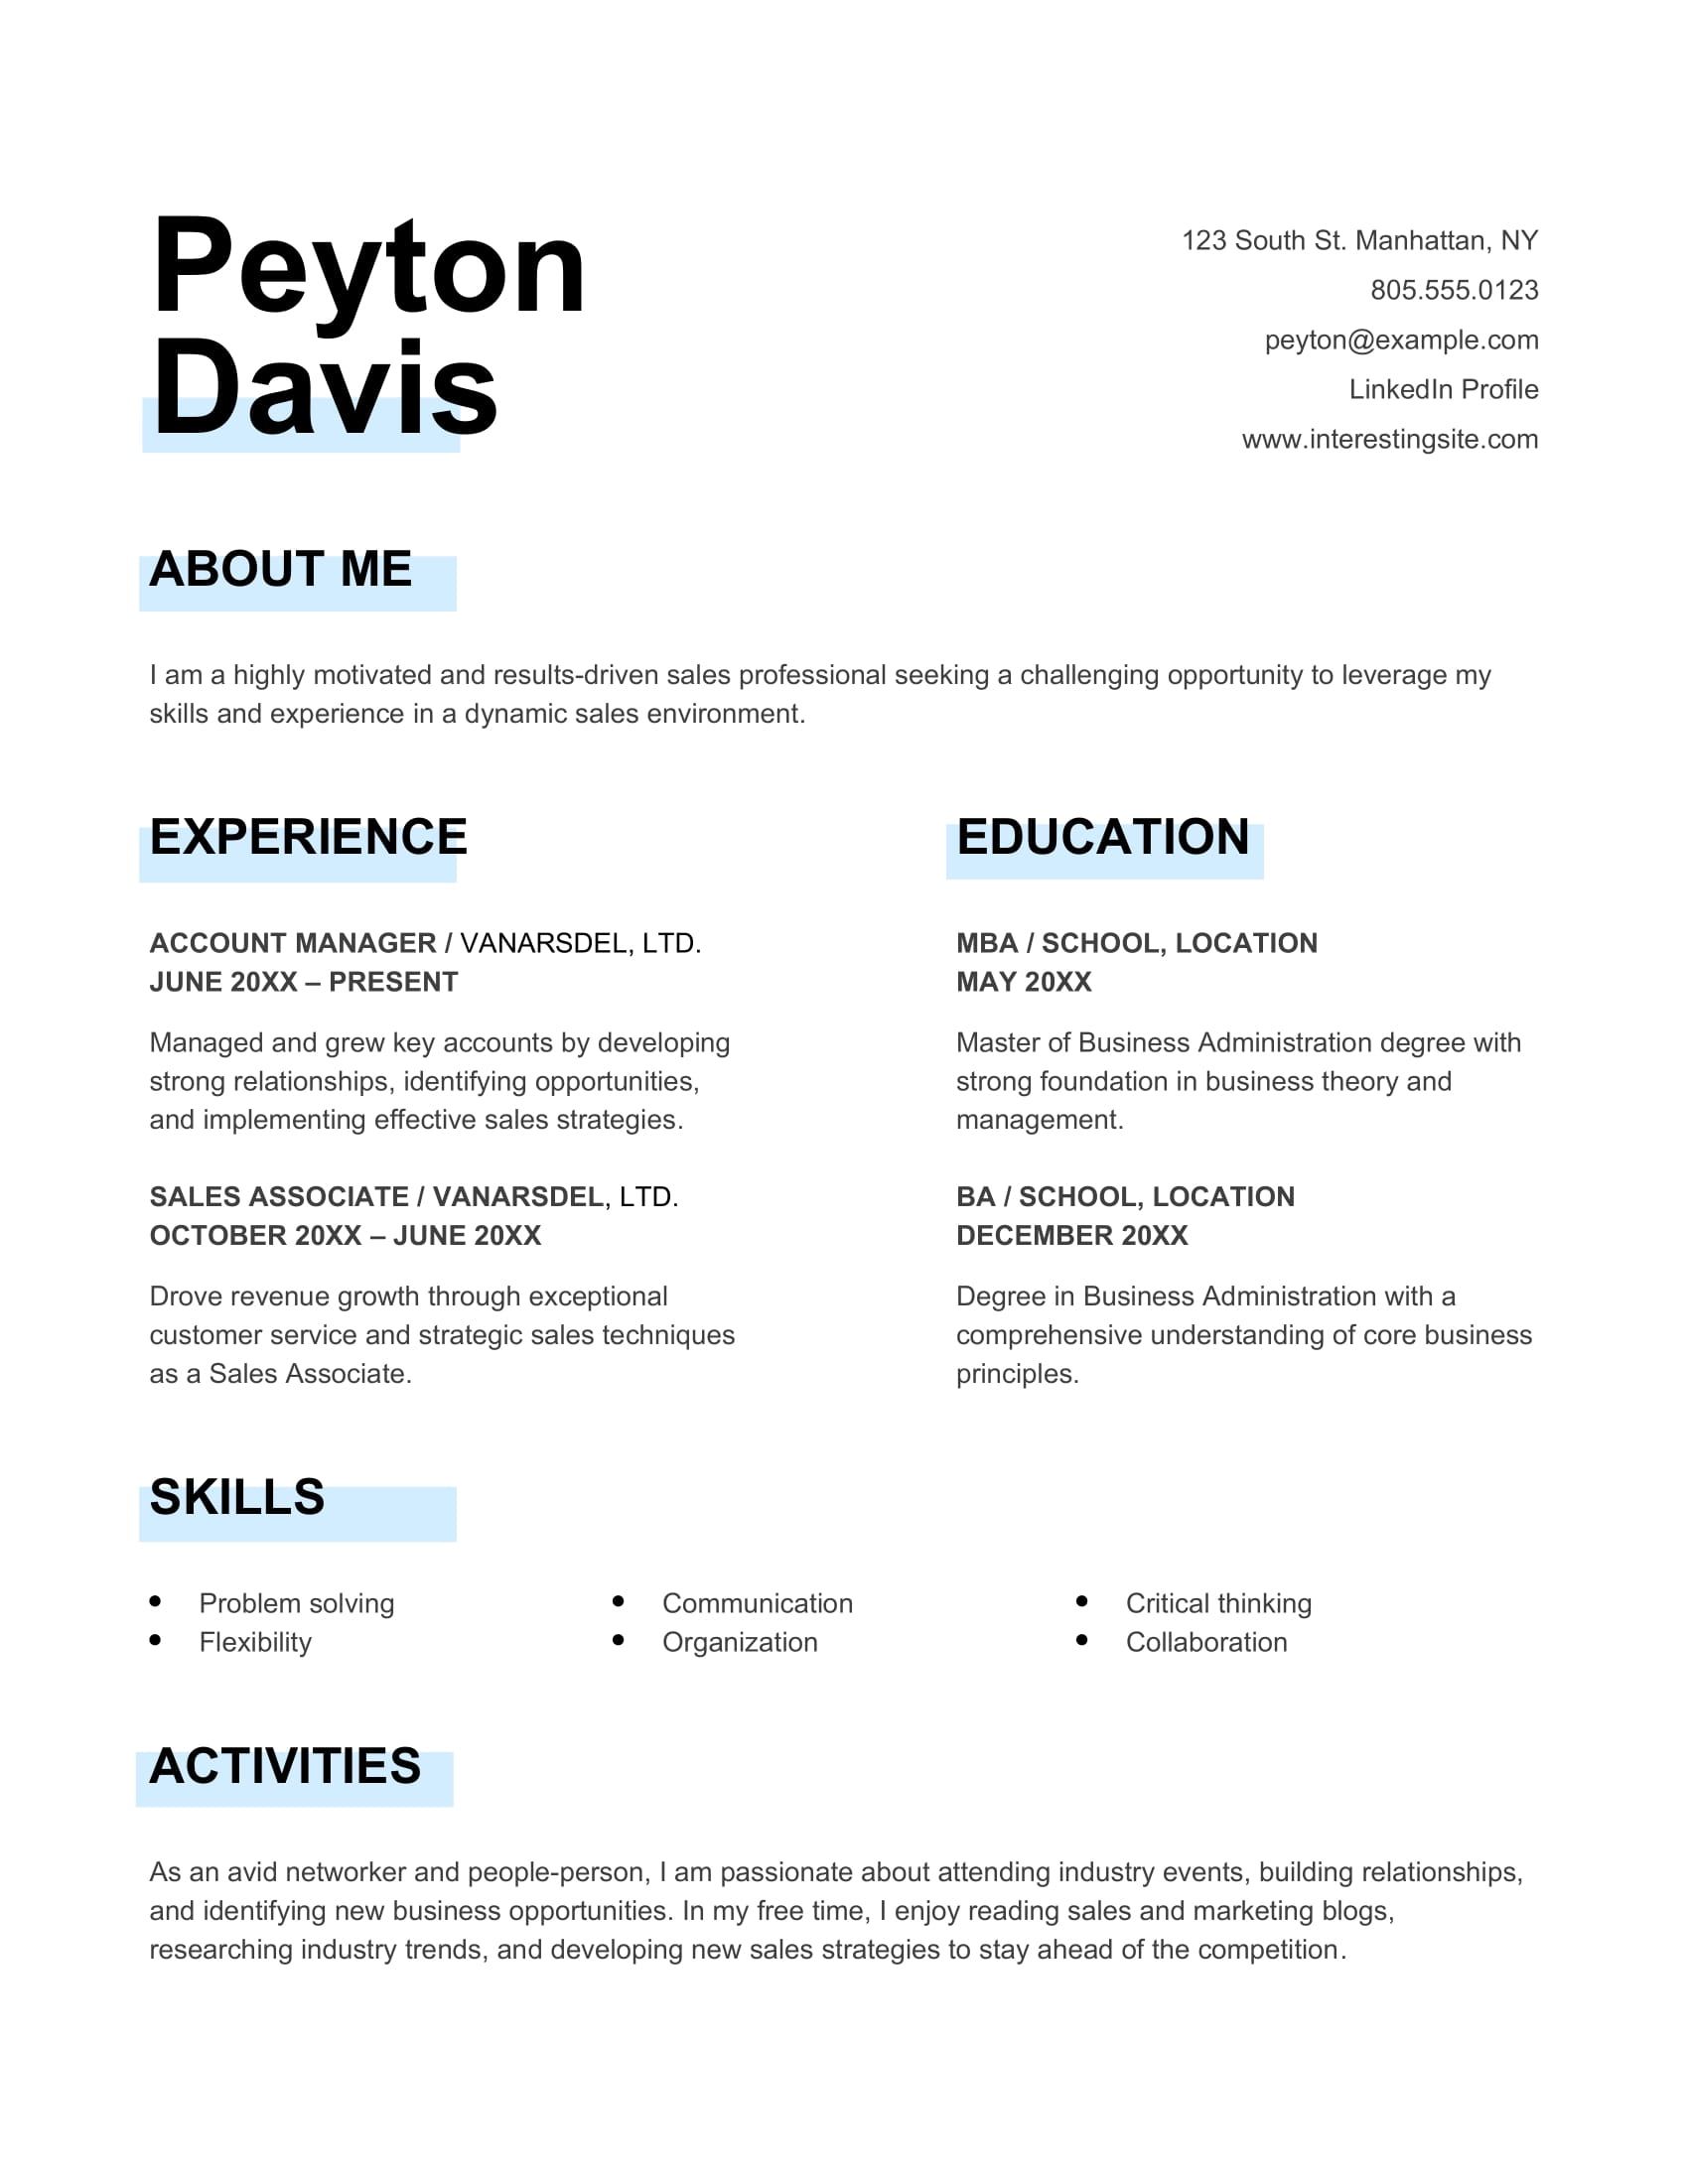 Peyton
Davis
123 South St. Manhattan, NY
805.555.0123
peyton@example.com
LinkedIn Profile
www.interestingsite.com
ABOUT ME
I am a highly motivated and results-driven sales professional seeking a challenging opportunity to leverage my
skills and experience in a dynamic sales environment.
EXPERIENCE
ACCOUNT MANAGER / VANARSDEL, LTD.
JUNE 20XX – PRESENT
Managed and grew key accounts by developing
strong relationships, identifying opportunities,
and implementing effective sales strategies.
SALES ASSOCIATE / VANARSDEL, LTD.
OCTOBER 20XX – JUNE 20XX
Drove revenue growth through exceptional
customer service and strategic sales techniques
as a Sales Associate.
EDUCATION
MBA / SCHOOL, LOCATION
MAY 20XX
Master of Business Administration degree with
strong foundation in business theory and
management.
BA / SCHOOL, LOCATION
DECEMBER 20XX
Degree in Business Administration with a
comprehensive understanding of core business
principles.
SKILLS
• Problem solving
• Flexibility
• Communication
• Organization
• Critical thinking
• Collaboration
ACTIVITIES
As an avid networker and people-person, I am passionate about attending industry events, building relationships,
and identifying new business opportunities. In my free time, I enjoy reading sales and marketing blogs,
researching industry trends, and developing new sales strategies to stay ahead of the competition.